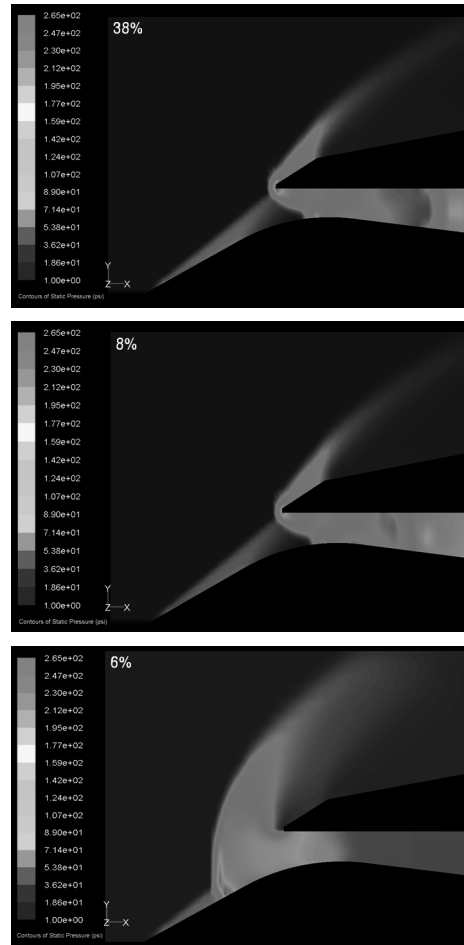 38%
2.65e+02
2.47e+02
2.30e+02
2.12e+02
1.95e+02
1.77e+02
1.59e+02
1.42e+02
1.24e+02
1.07e+02
8.90e+01
7.14e+01
5.38e+01
3.62e+01
1.86e+01
1.00e+00
Y
Z X
Contours of Static Pressure (psi)
8%
2.65e+02
2.47e+02
2.30e+02
2.12e+02
1.95e+02
1.77e+02
1.42e+02
1.59e+02
1.24e+02
1.07e+02
8.90e+01
7.14e+01
5.38e+01
3.62e+01
1.86e+01
1.00e+00
Y
Z X
Contours of Static Pressure (psi)
6%
2.65e+02
2.47e+02
2.30e+02
2.12e+02
1.95e+02
1.77e+02
1.59e+02
1.42e+02
1.24e+02
1.07e+02
8.90e+01
7.14e+01
5.38e+01
3.62e+01
1.86e+01
1.00e+00
Y
Z X
Contours of Static Pressure (psi)